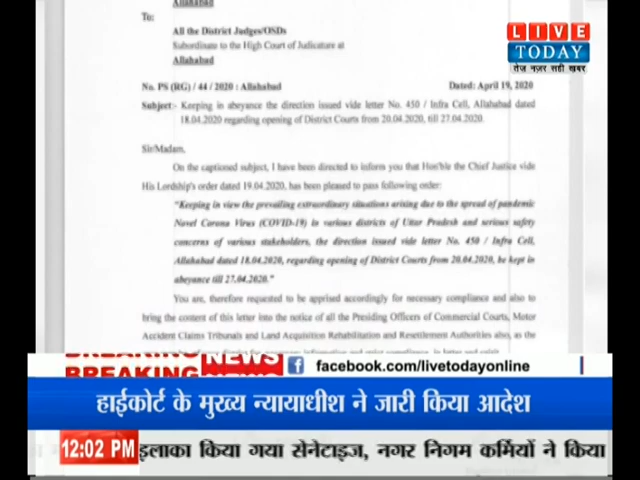 Allahabad
To:
All the District Judges/OSDs
Subordinate to the High Court of Judicature at
Allahabad
No. PS (RG) / 44 / 2020 : Allahabad
Dated: April 19, 2020
Subject:- Keeping in abeyance the direction issued vide letter No. 450 / Infra Cell, Allahabad dated
18.04.2020 regarding opening of District Courts from 20.04.2020, till 27.04.2020.
Sir/Madam,
On the captioned subject, I have been directed to inform you that Hon'ble the Chief Justice vide
His Lordship's order dated 19.04.2020, has been pleased to pass following order:
"Keeping in view the prevailing extraordinary situations arising due to the spread of pandemic
Novel Corona Virus (COVID-19) in various districts of Uttar Pradesh and serious safety
concerns of various stakeholders, the direction issued vide letter No. 450 / Infra Cell,
Allahabad dated 18.04.2020, regarding opening of District Courts from 20.04.2020, be kept in
abeyance till 27.04.2020."
You are, therefore requested to be apprised accordingly for necessary compliance and also to
bring the content of this letter into the notice of all the Presiding Officers of Commercial Courts, Motor
Accident Claims Tribunals and Land Acquisition Rehabilitation and Resettlement Authorities also, as the
LIVE
TODAY
तेज़ नज़र सही ख़बर
BREAKING NEWS
BREAKING NEWS
facebook.com/livetodayonline
हाईकोर्ट के मुख्य न्यायाधीश ने जारी किया आदेश
12:02 PM
इलाका किया गया सेनेटाइज, नगर निगम कर्मियों ने किया